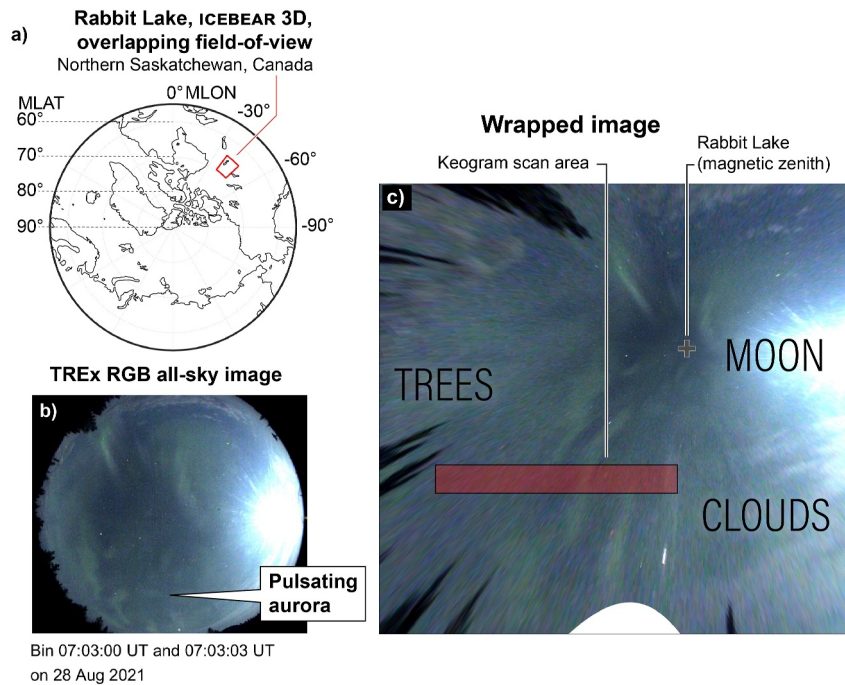 a)
Rabbit Lake, ICEBEAR 3D,
overlapping field-of-view
Northern Saskatchewan, Canada
MLAT
0° MLON
-30°
60°
70°
-60°
80°
90°
-90°
TREx RGB all-sky image
b)
Pulsating
aurora
Bin 07:03:00 UT and 07:03:03 UT
on 28 Aug 2021
Wrapped image
Keogram scan area
Rabbit Lake
(magnetic zenith)
c)
MOON
TREES
CLOUDS